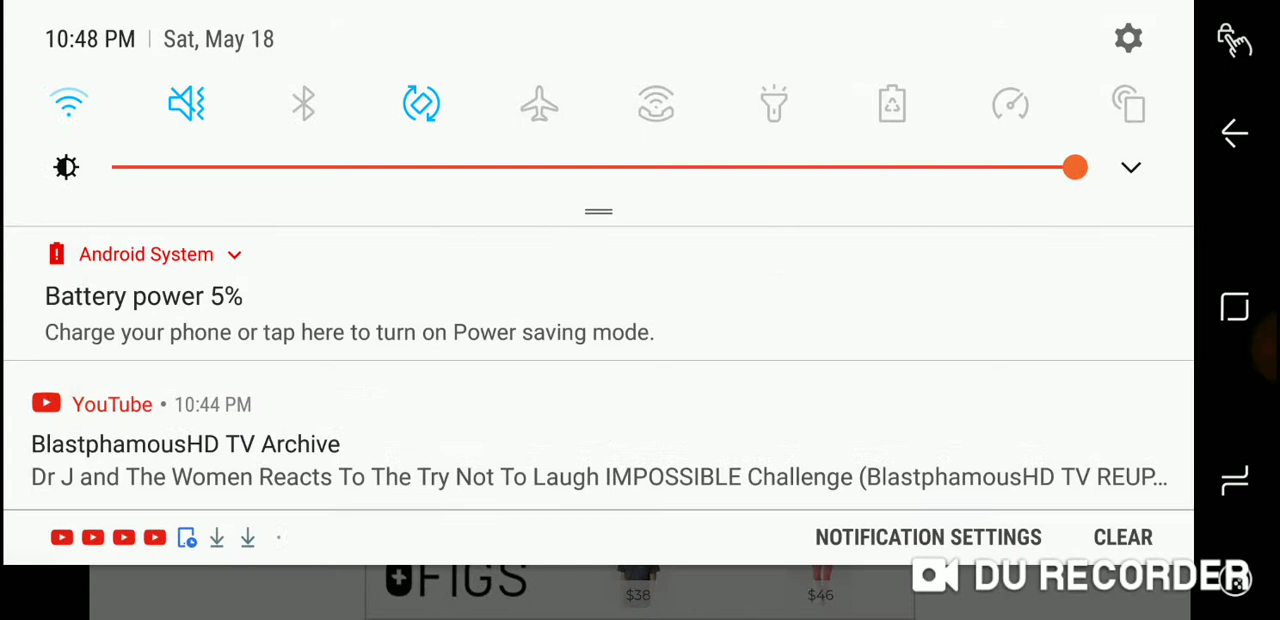 10:48 PM | Sat, May 18
Android System
Battery power 5%
Charge your phone or tap here to turn on Power saving mode.
YouTube • 10:44 PM
BlastphamousHD TV Archive
Dr J and The Women Reacts To The Try Not To Laugh IMPOSSIBLE Challenge (BlastphamousHD TV REUP...
NOTIFICATION SETTINGS CLEAR
DU RECORDER
FIGS
$38 $46